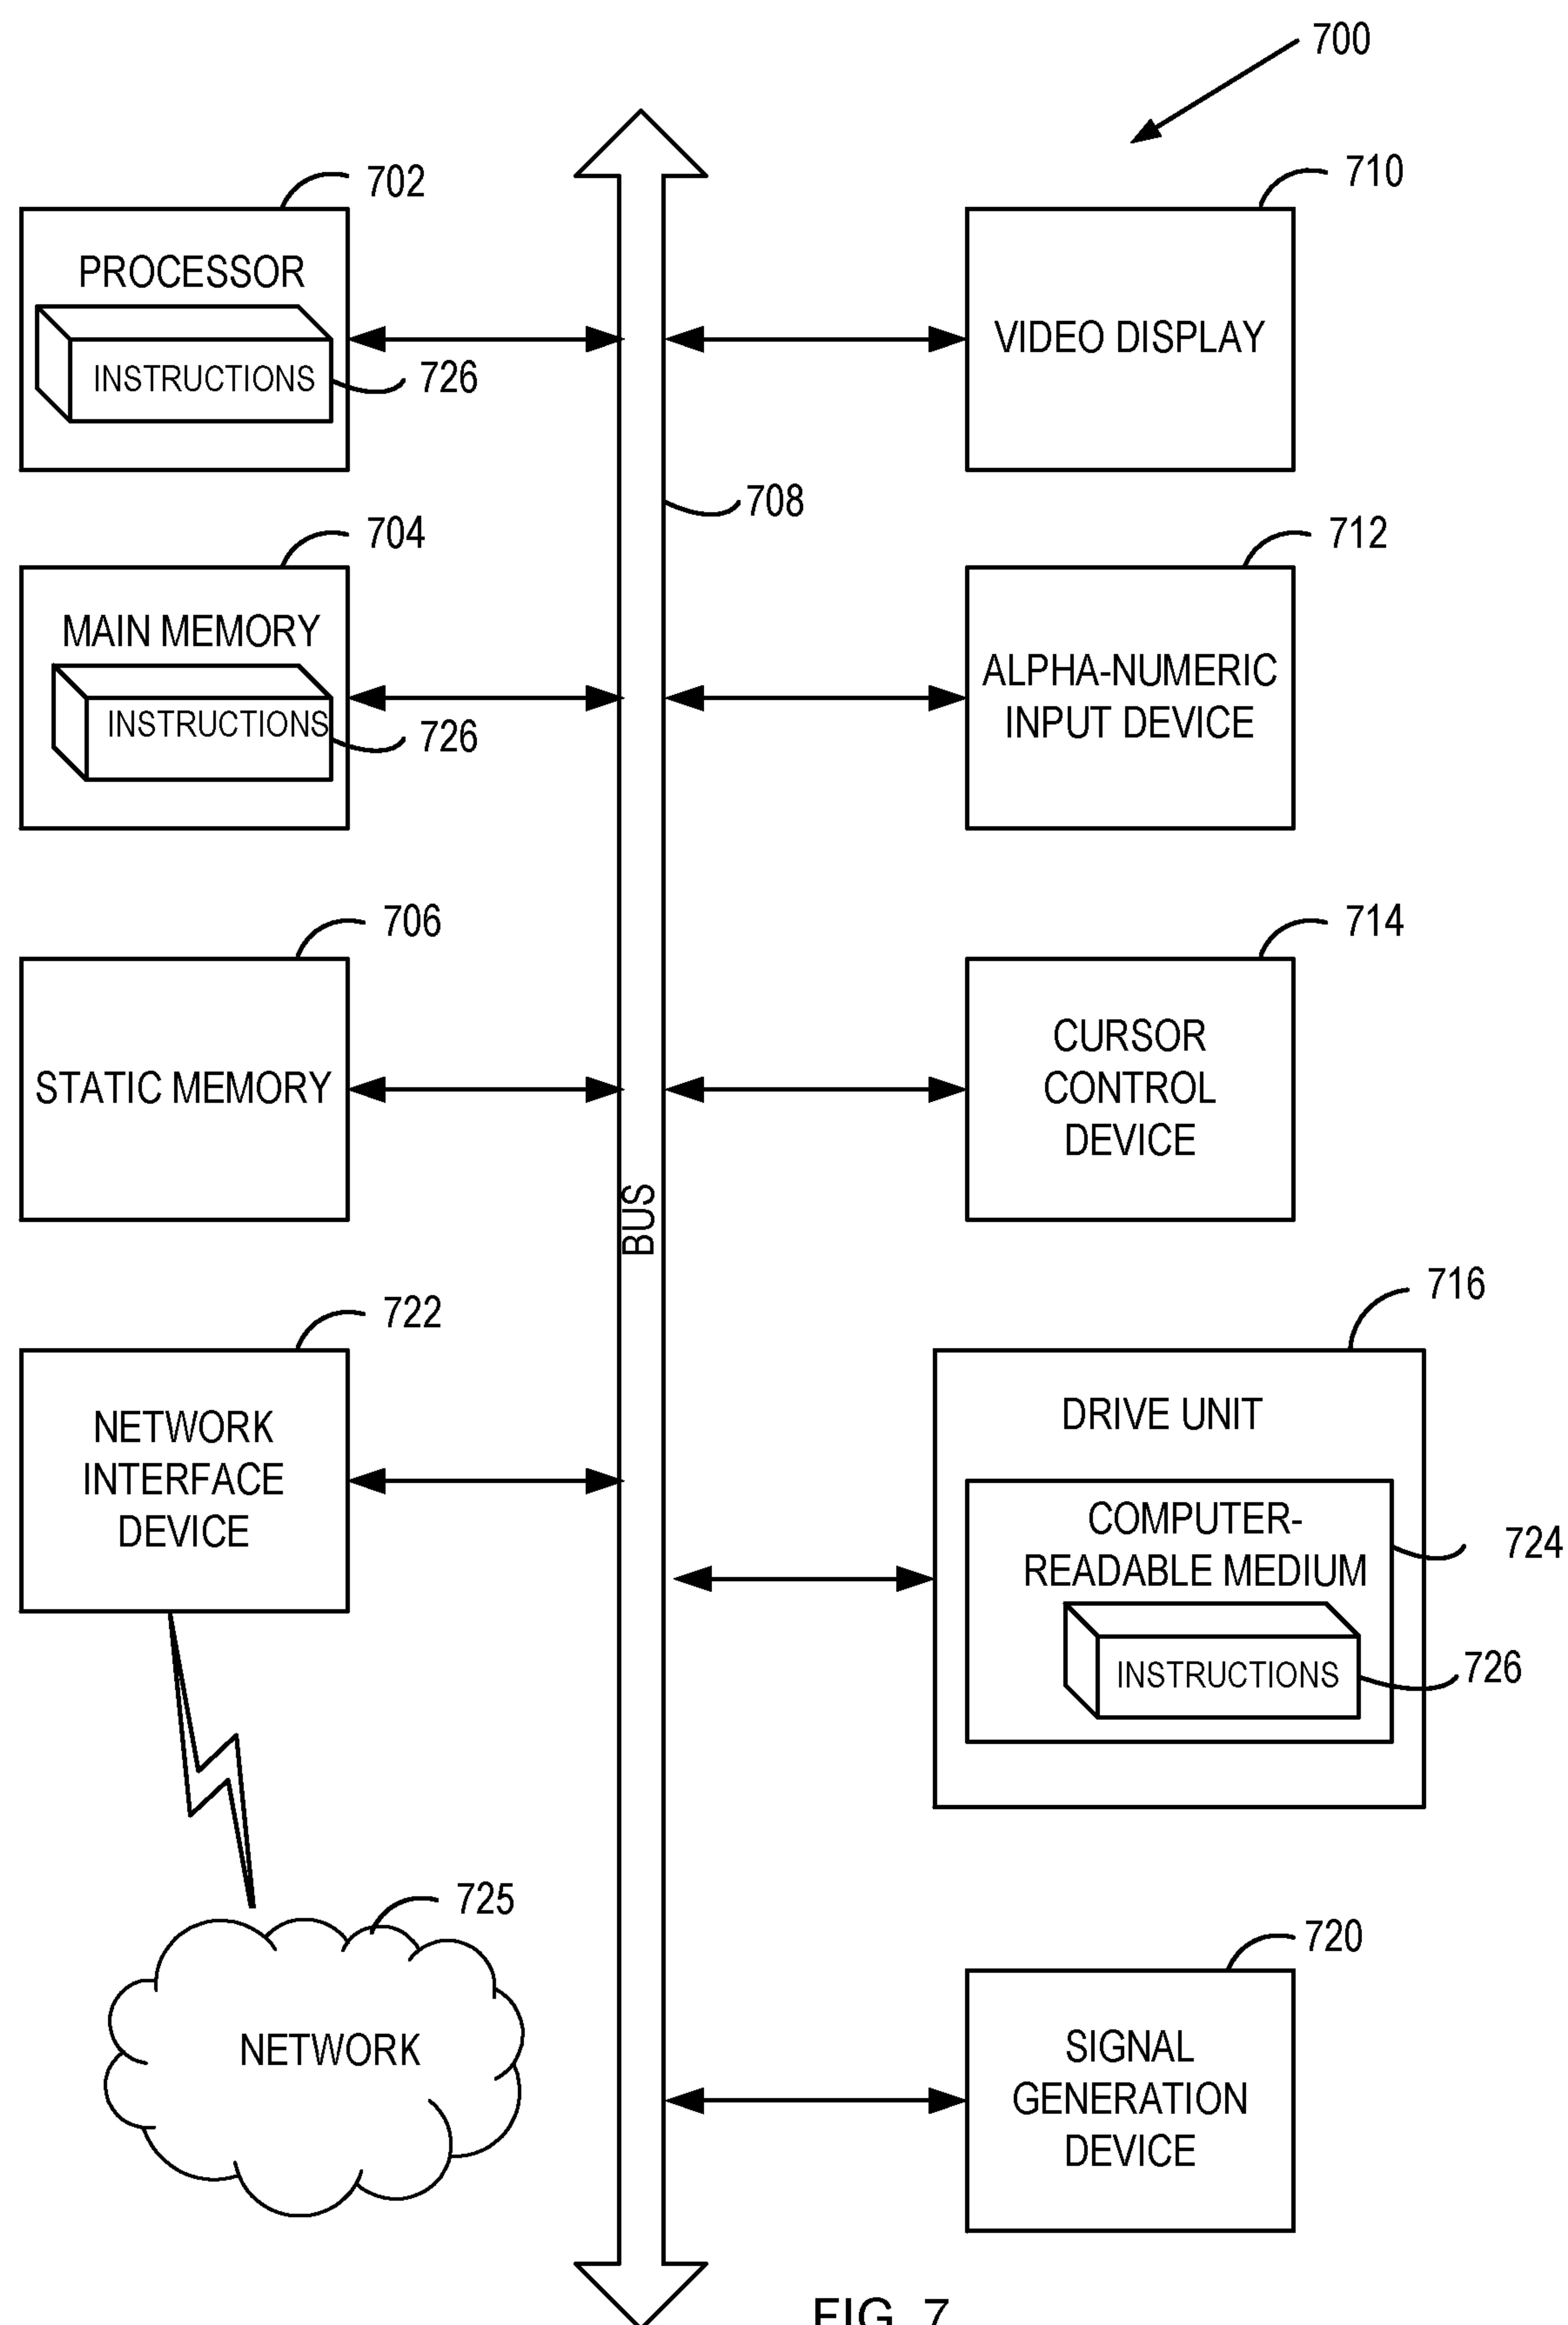 700
702
PROCESSOR
INSTRUCTIONS
726
710
VIDEO DISPLAY
708
704
MAIN MEMORY
INSTRUCTIONS
726
712
ALPHA-NUMERIC
INPUT DEVICE
706
STATIC MEMORY
714
CURSOR
CONTROL
DEVICE
BUS
722
NETWORK
INTERFACE
DEVICE
716
DRIVE UNIT
COMPUTER-
READABLE MEDIUM
724
INSTRUCTIONS
726
725
NETWORK
720
SIGNAL
GENERATION
DEVICE
FIG. 7